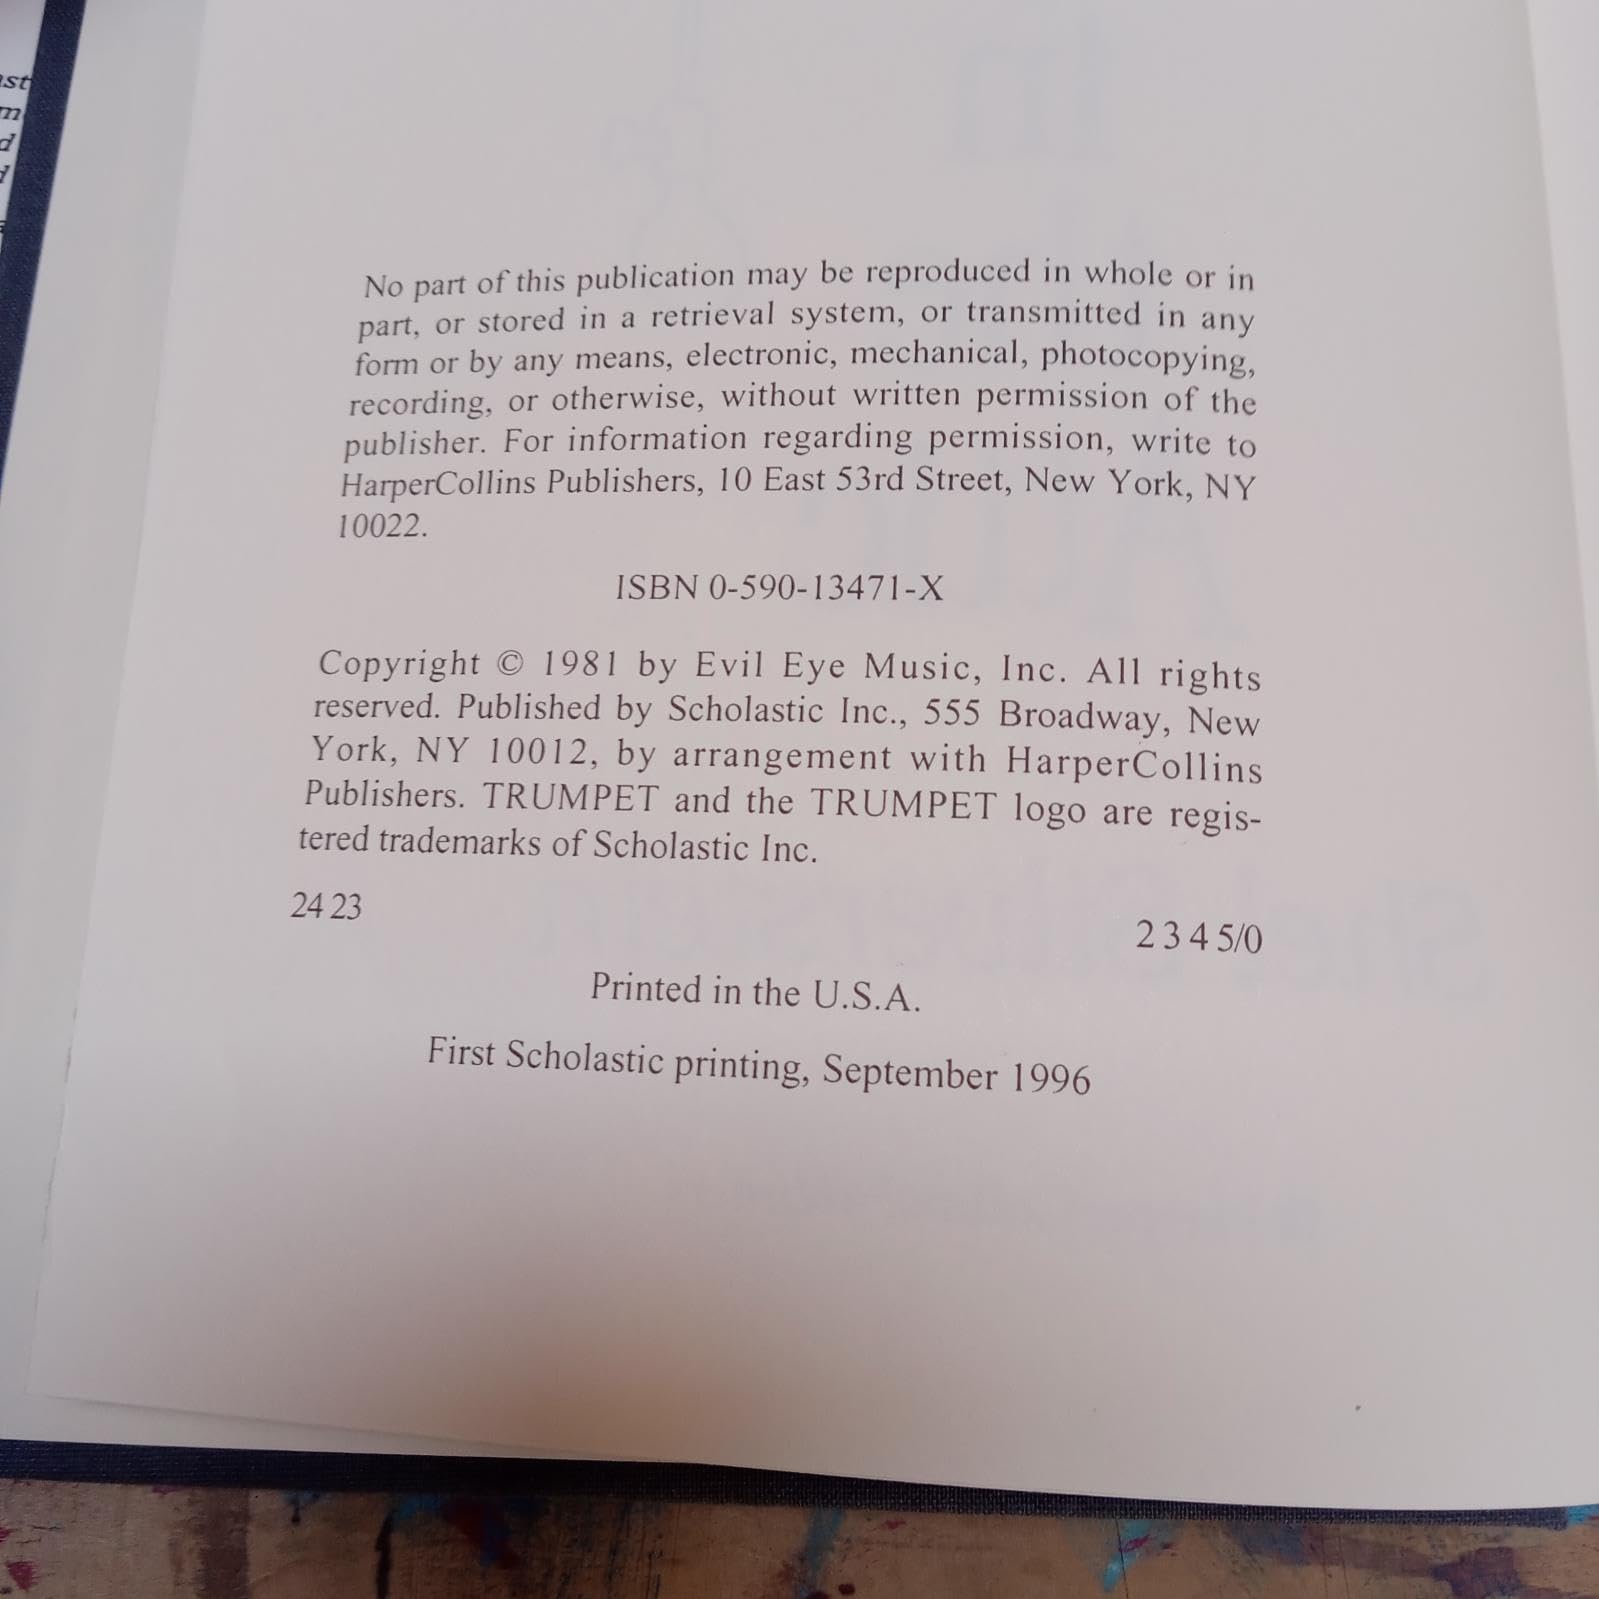 ast
m
d
No part of this publication may be reproduced in whole or in
part, or stored in a retrieval system, or transmitted in any
form or by any means, electronic, mechanical, photocopying,
recording, or otherwise, without written permission of the
publisher. For information regarding permission, write to
HarperCollins Publishers, 10 East 53rd Street, New York, NY
10022.
ISBN 0-590-13471-X
Copyright © 1981 by Evil Eye Music, Inc. All rights
reserved. Published by Scholastic Inc., 555 Broadway, New
York, NY 10012, by arrangement with HarperCollins
Publishers. TRUMPET and the TRUMPET logo are regis-
tered trademarks of Scholastic Inc.
24 23
2 3 4 5/0
Printed in the U.S.A.
First Scholastic printing, September 1996